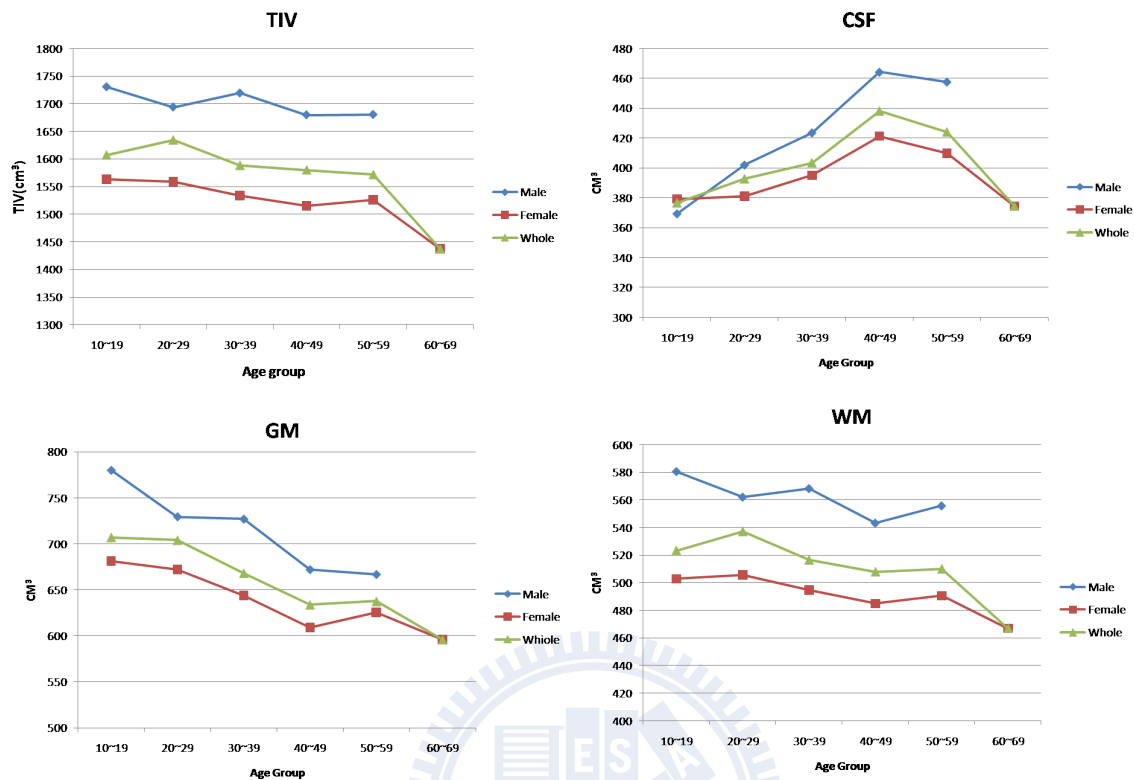 TIV
1800
1750
1700
1650
1600
1550
1500
1450
1400
1350
1300
TIV(cm³)
10~19 20~29 30~39 40~49 50~59 60~69
Age group
Male
Female
Whole
CSF
480
460
440
420
400
380
360
340
320
300
CM³
10~19 20~29 30~39 40~49 50~59 60~69
Age Group
Male
Female
Whole
GM
800
750
700
650
600
550
500
CM³
10~19 20~29 30~39 40~49 50~59 60~69
Age Group
Male
Female
Whiole
WM
600
580
560
540
520
500
480
460
440
420
400
CM³
10~19 20~29 30~39 40~49 50~59 60~69
Age Group
Male
Female
Whole
E S A